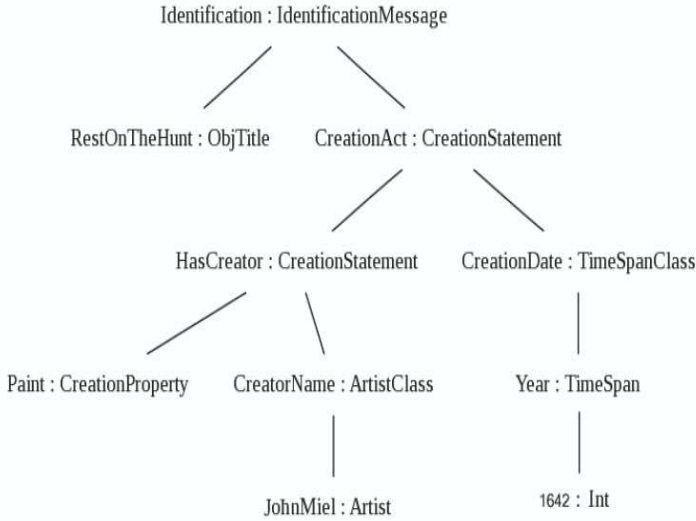 Identification : IdentificationMessage
RestOnTheHunt : ObjTitle CreationAct : CreationStatement
HasCreator : CreationStatement CreationDate : TimeSpanClass
Paint : CreationProperty CreatorName : ArtistClass Year : TimeSpan
JohnMiel : Artist 1642 : Int